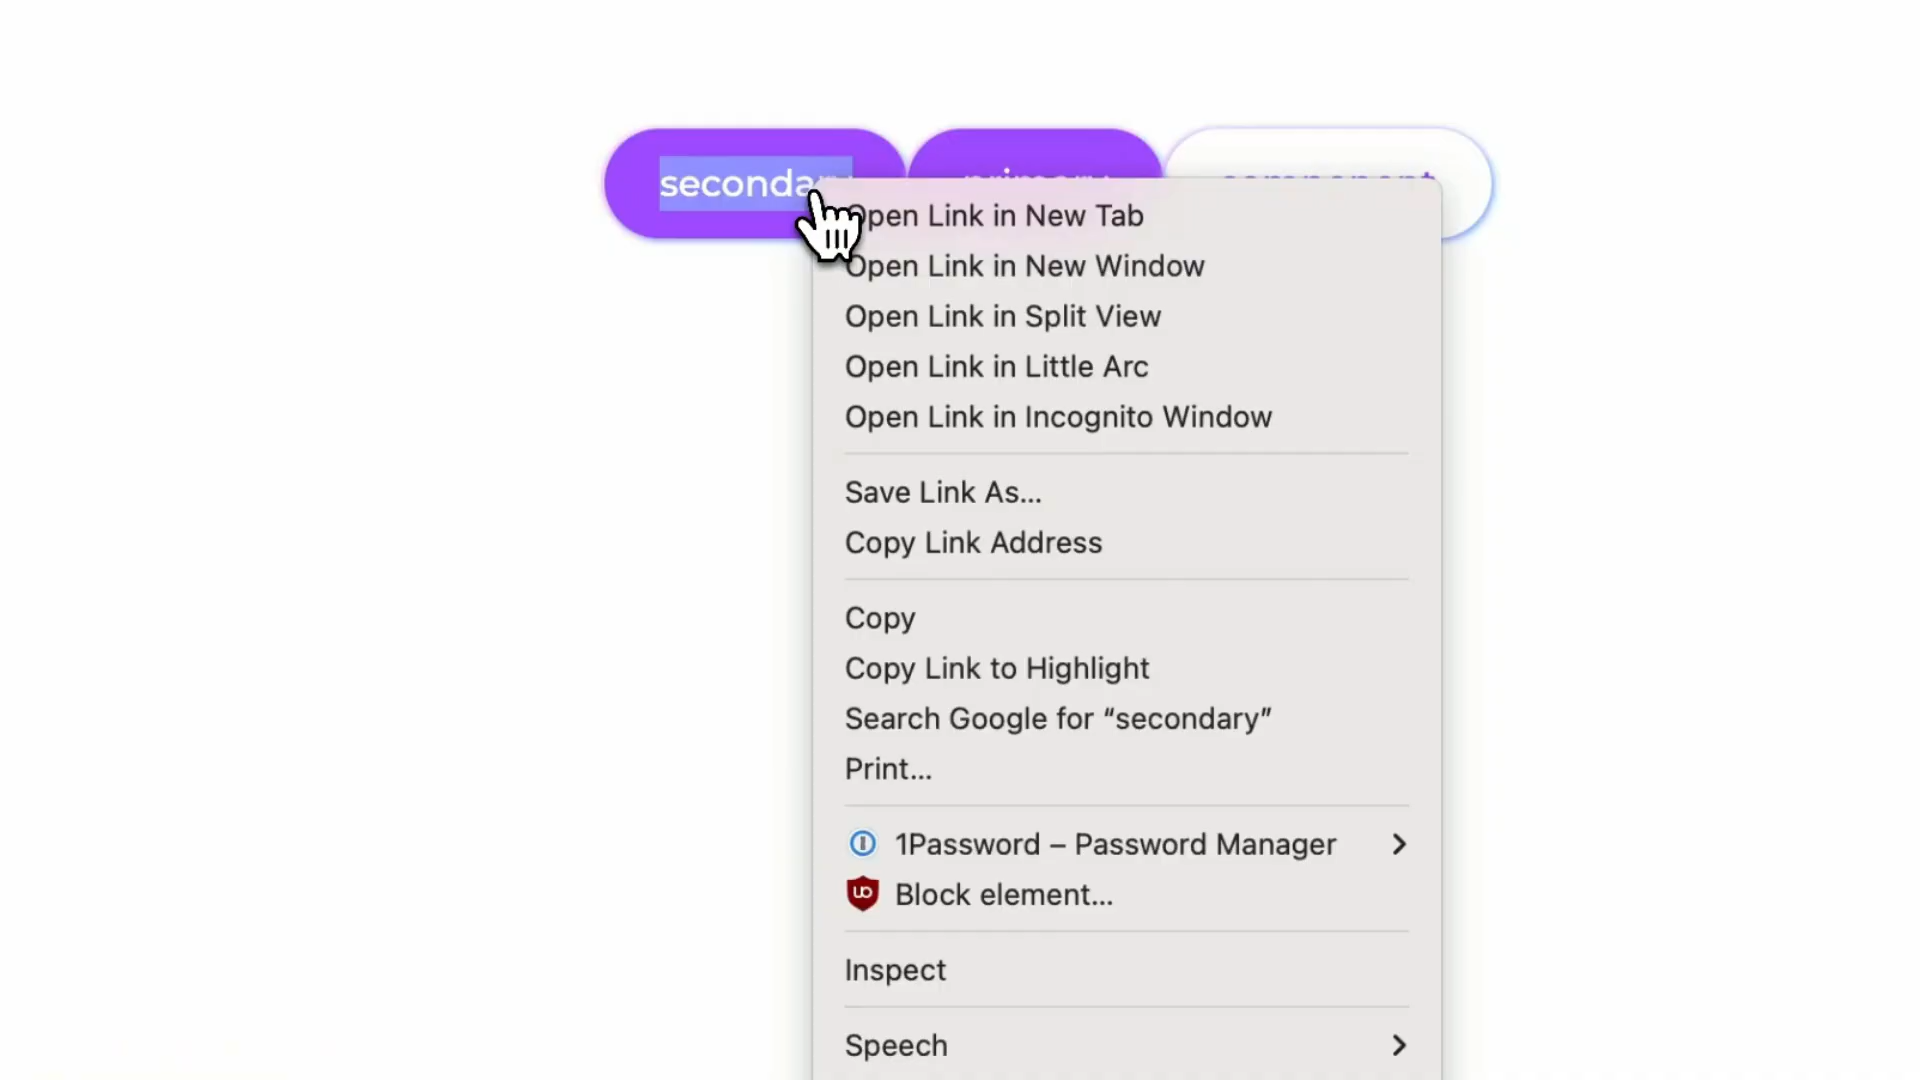 secondary primary component
Open Link in New Tab
Open Link in New Window
Open Link in Split View
Open Link in Little Arc
Open Link in Incognito Window
Save Link As...
Copy Link Address
Copy
Copy Link to Highlight
Search Google for “secondary”
Print...
1Password – Password Manager
Block element...
Inspect
Speech